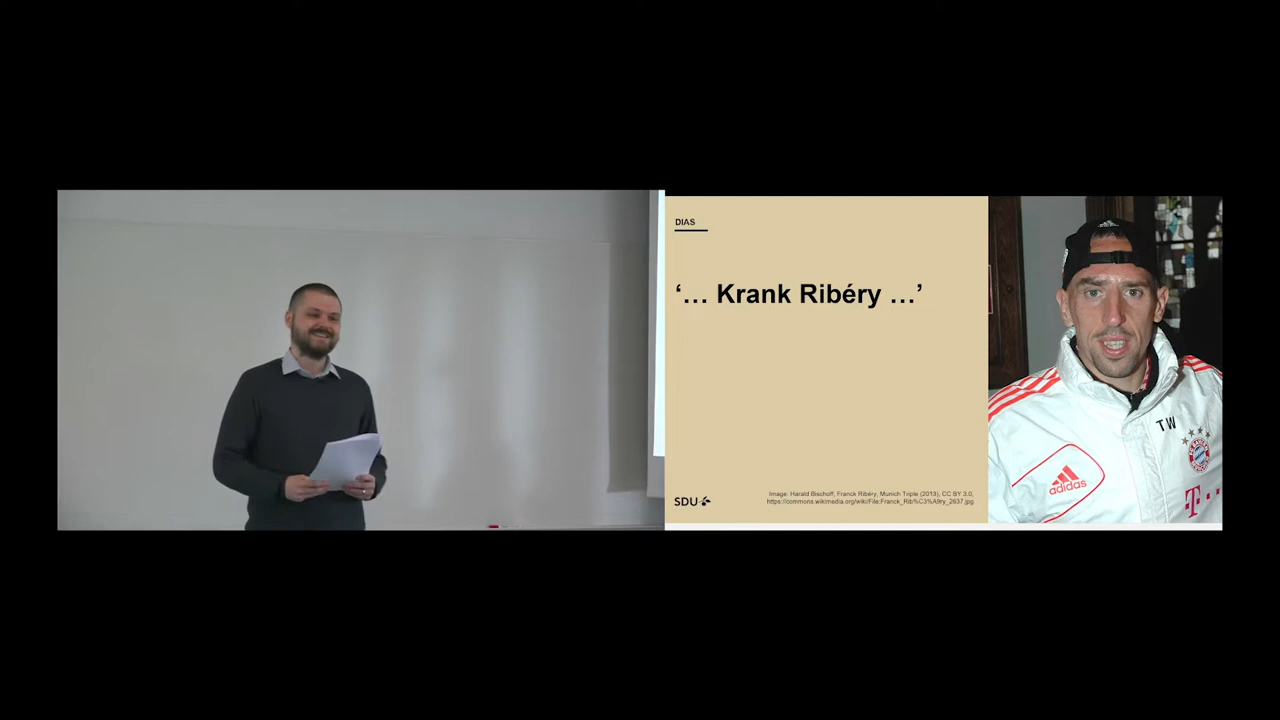 DIAS
‘… Krank Ribéry …’
SDU
Image: Harald Bischoff, Franck Ribéry, Munich Tirple (2013), CC BY 3.0,
https://commons.wikimedia.org/wiki/File:Franck_Rib%C3%A9ry_2637.jpg.
TW
adidas
T